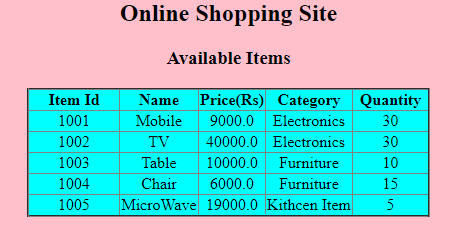 Online Shopping Site
Available Items
Item Id Name Price(Rs) Category Quantity
1001 Mobile 9000.0 Electronics 30
1002 TV 40000.0 Electronics 30
1003 Table 10000.0 Furniture 10
1004 Chair 6000.0 Furniture 15
1005 MicroWave 19000.0 Kithcen Item 5